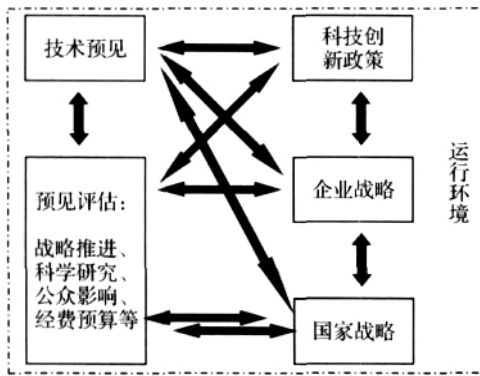 技术预见
科技创
新政策
预见评估：
战略推进、
科学研究、
公众影响、
经费预算等
企业战略
国家战略
运行环境